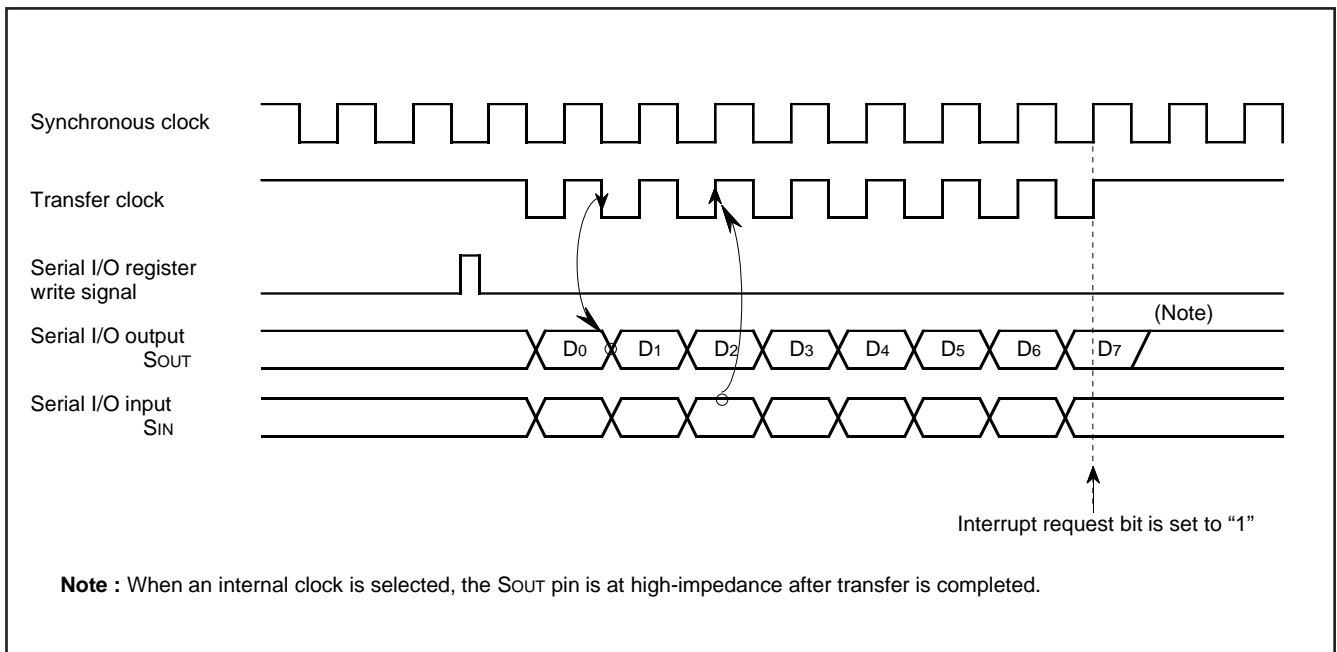 Synchronous clock
Transfer clock
Serial I/O register
write signal
(Note)
Serial I/O output
SOUT
D0 D1 D2 D3 D4 D5 D6 D7
Serial I/O input
SIN
Interrupt request bit is set to “1”
Note : When an internal clock is selected, the SOUT pin is at high-impedance after transfer is completed.